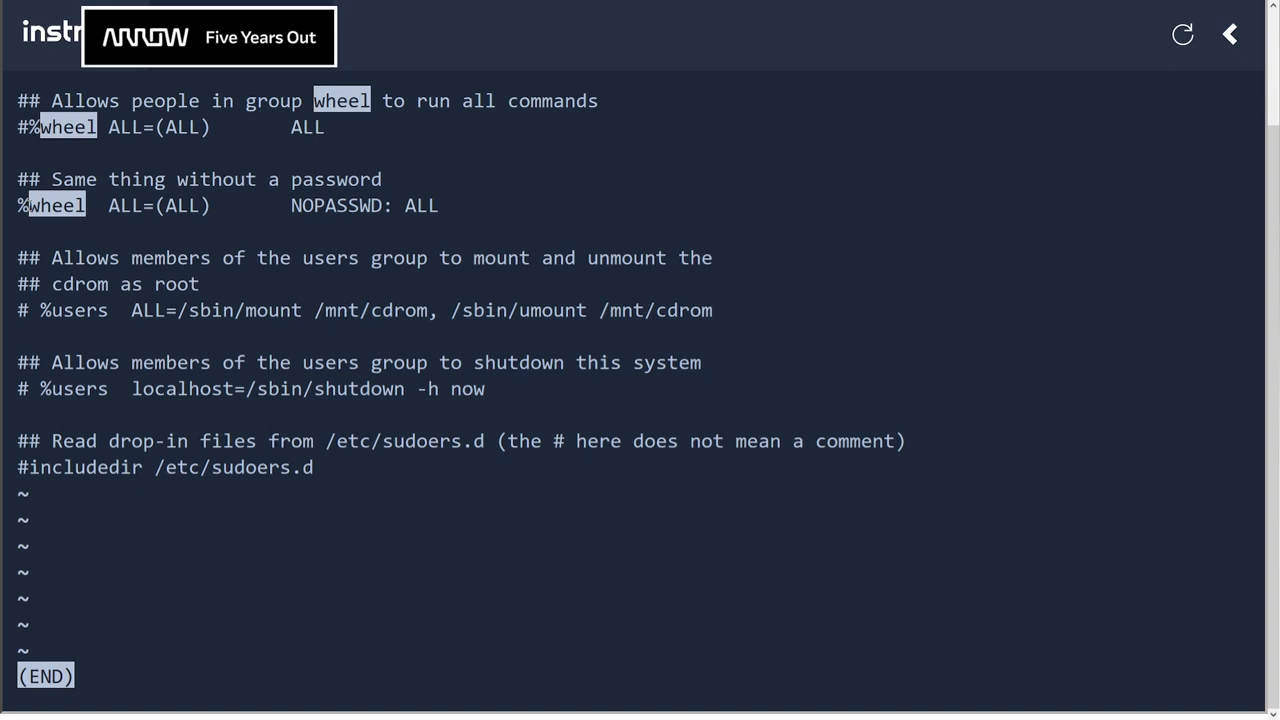 instr
ARROW Five Years Out
## Allows people in group wheel to run all commands
#%wheel ALL=(ALL) ALL
## Same thing without a password
%wheel ALL=(ALL) NOPASSWD: ALL
## Allows members of the users group to mount and unmount the
## cdrom as root
# %users ALL=/sbin/mount /mnt/cdrom, /sbin/umount /mnt/cdrom
## Allows members of the users group to shutdown this system
# %users localhost=/sbin/shutdown -h now
## Read drop-in files from /etc/sudoers.d (the # here does not mean a comment)
#includedir /etc/sudoers.d
~
~
~
~
~
~
~
(END)